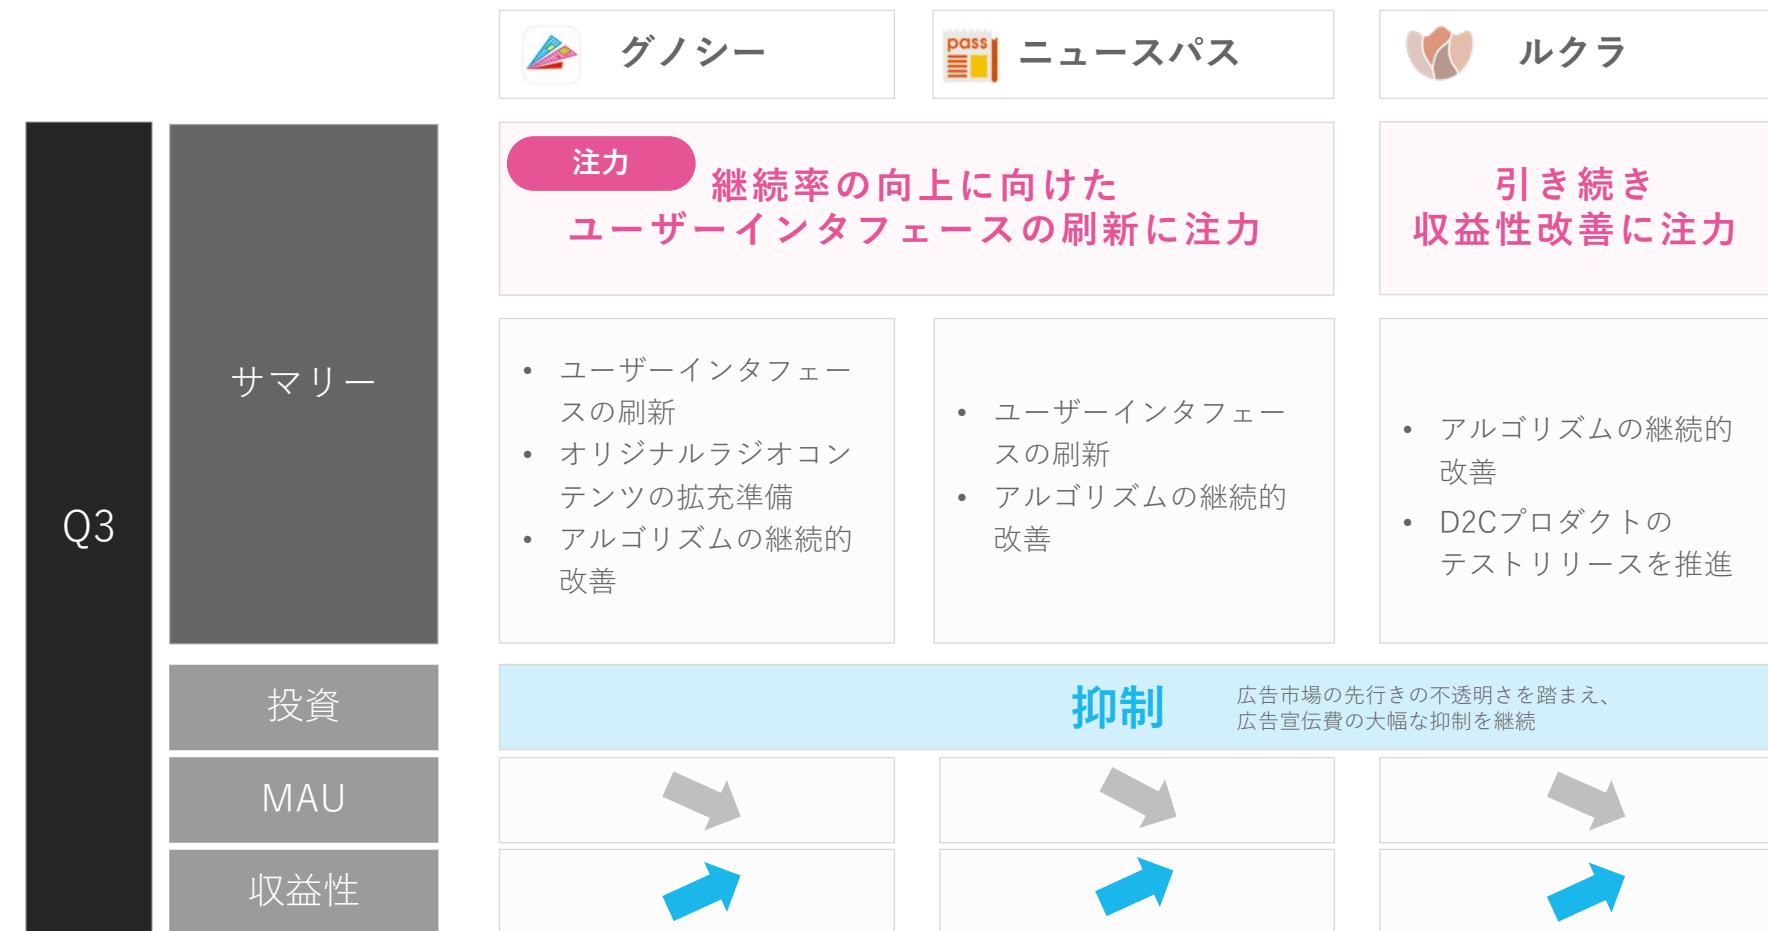 グノシー
pass
ニュースパス
ルクラ
Q3
サマリー
注力
継続率の向上に向けた
ユーザーインタフェースの刷新に注力
引き続き
収益性改善に注力
• ユーザーインタフェー
スの刷新
• オリジナルラジオコン
テンツの拡充準備
• アルゴリズムの継続的
改善
• ユーザーインタフェー
スの刷新
• アルゴリズムの継続的
改善
• アルゴリズムの継続的
改善
• D2Cプロダクトの
テストリリースを推進
投資
抑制
広告市場の先行きの不透明さを踏まえ、
広告宣伝費の大幅な抑制を継続
MAU
収益性